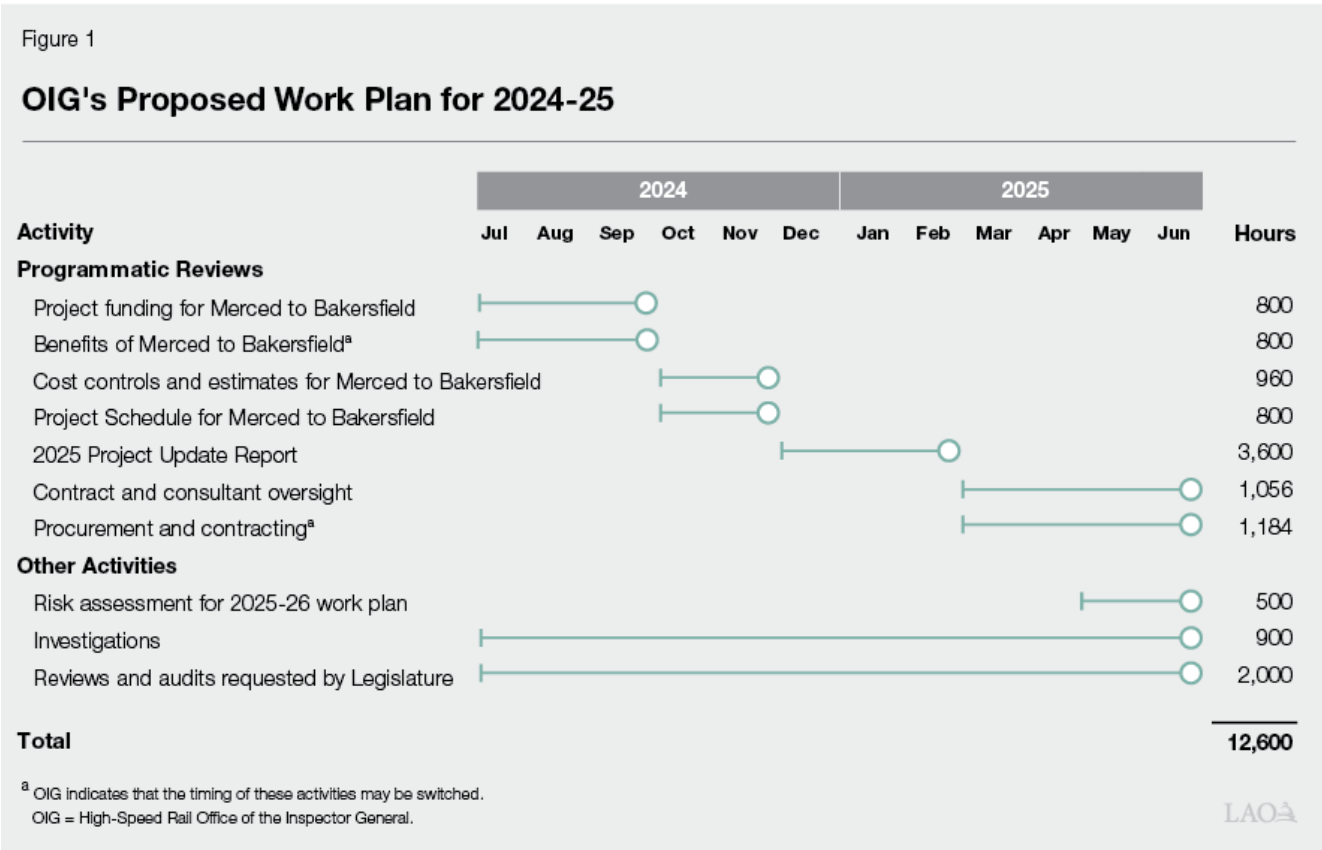 Figure 1
OIG's Proposed Work Plan for 2024-25
2024 2025
Activity Jul Aug Sep Oct Nov Dec Jan Feb Mar Apr May Jun Hours
Programmatic Reviews
Project funding for Merced to Bakersfield 800
Benefits of Merced to Bakersfieldª 800
Cost controls and estimates for Merced to Bakersfield 960
Project Schedule for Merced to Bakersfield 800
2025 Project Update Report 3,600
Contract and consultant oversight 1,056
Procurement and contractingª 1,184
Other Activities
Risk assessment for 2025-26 work plan 500
Investigations 900
Reviews and audits requested by Legislature 2,000
Total 12,600
ª OIG indicates that the timing of these activities may be switched.
OIG = High-Speed Rail Office of the Inspector General.
LAO